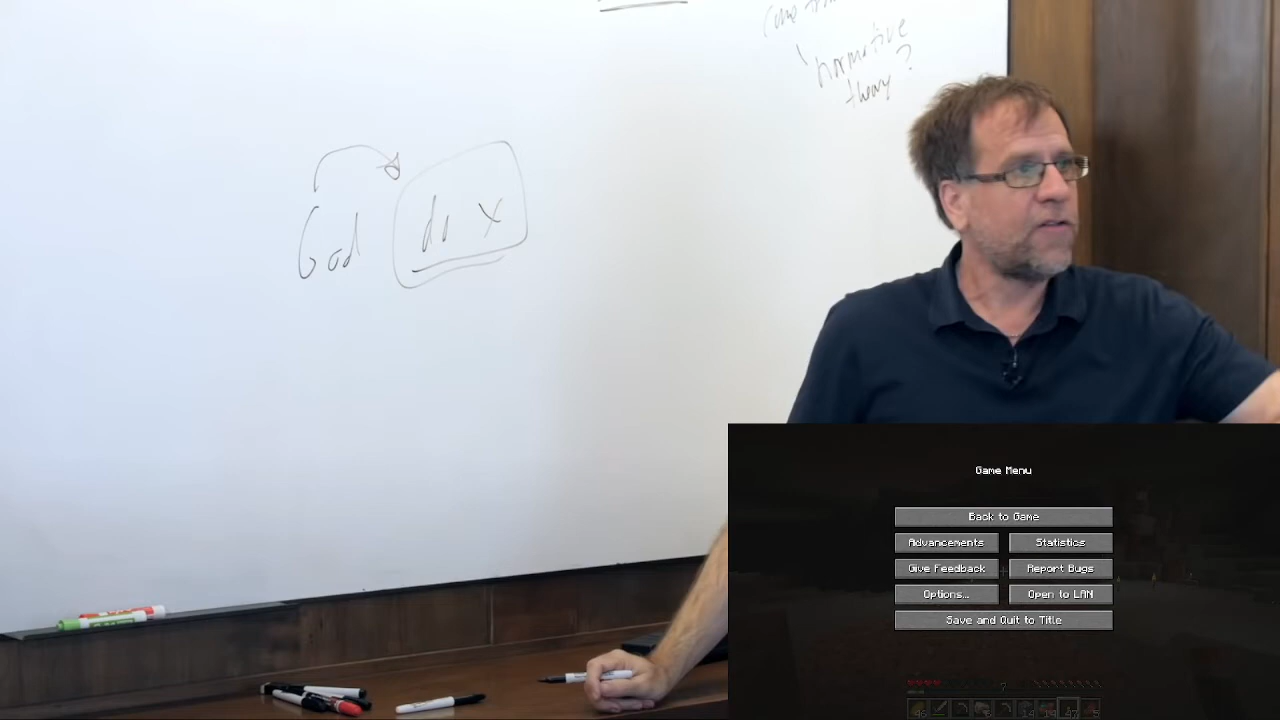 normative
theory?
God do x
Game Menu
Back to Game
Advancements Statistics
Give Feedback Report Bugs
Options... Open to LAN
Save and Quit to Title
7